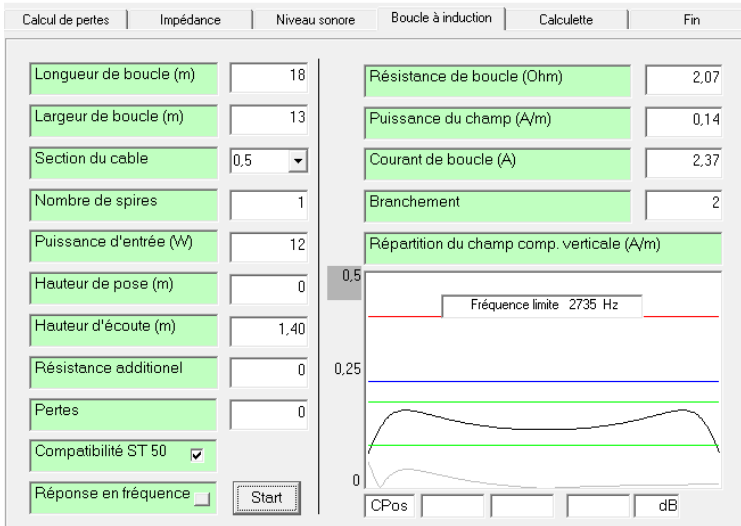 Calcul de pertes Impédance Niveau sonore Boucle à induction Calculette Fin
Longueur de boucle (m) 18
Largeur de boucle (m) 13
Section du cable 0,5
Nombre de spires 1
Puissance d'entrée (W) 12
Hauteur de pose (m) 0
Hauteur d'écoute (m) 1,40
Résistance additionel 0
Pertes 0
Compatibilité ST 50
Réponse en fréquence Start
Résistance de boucle (Ohm) 2,07
Puissance du champ (A/m) 0,14
Courant de boucle (A) 2,37
Branchement 2
Répartition du champ comp. verticale (A/m)
0,5
Fréquence limite 2735 Hz
0,25
0
CPos dB